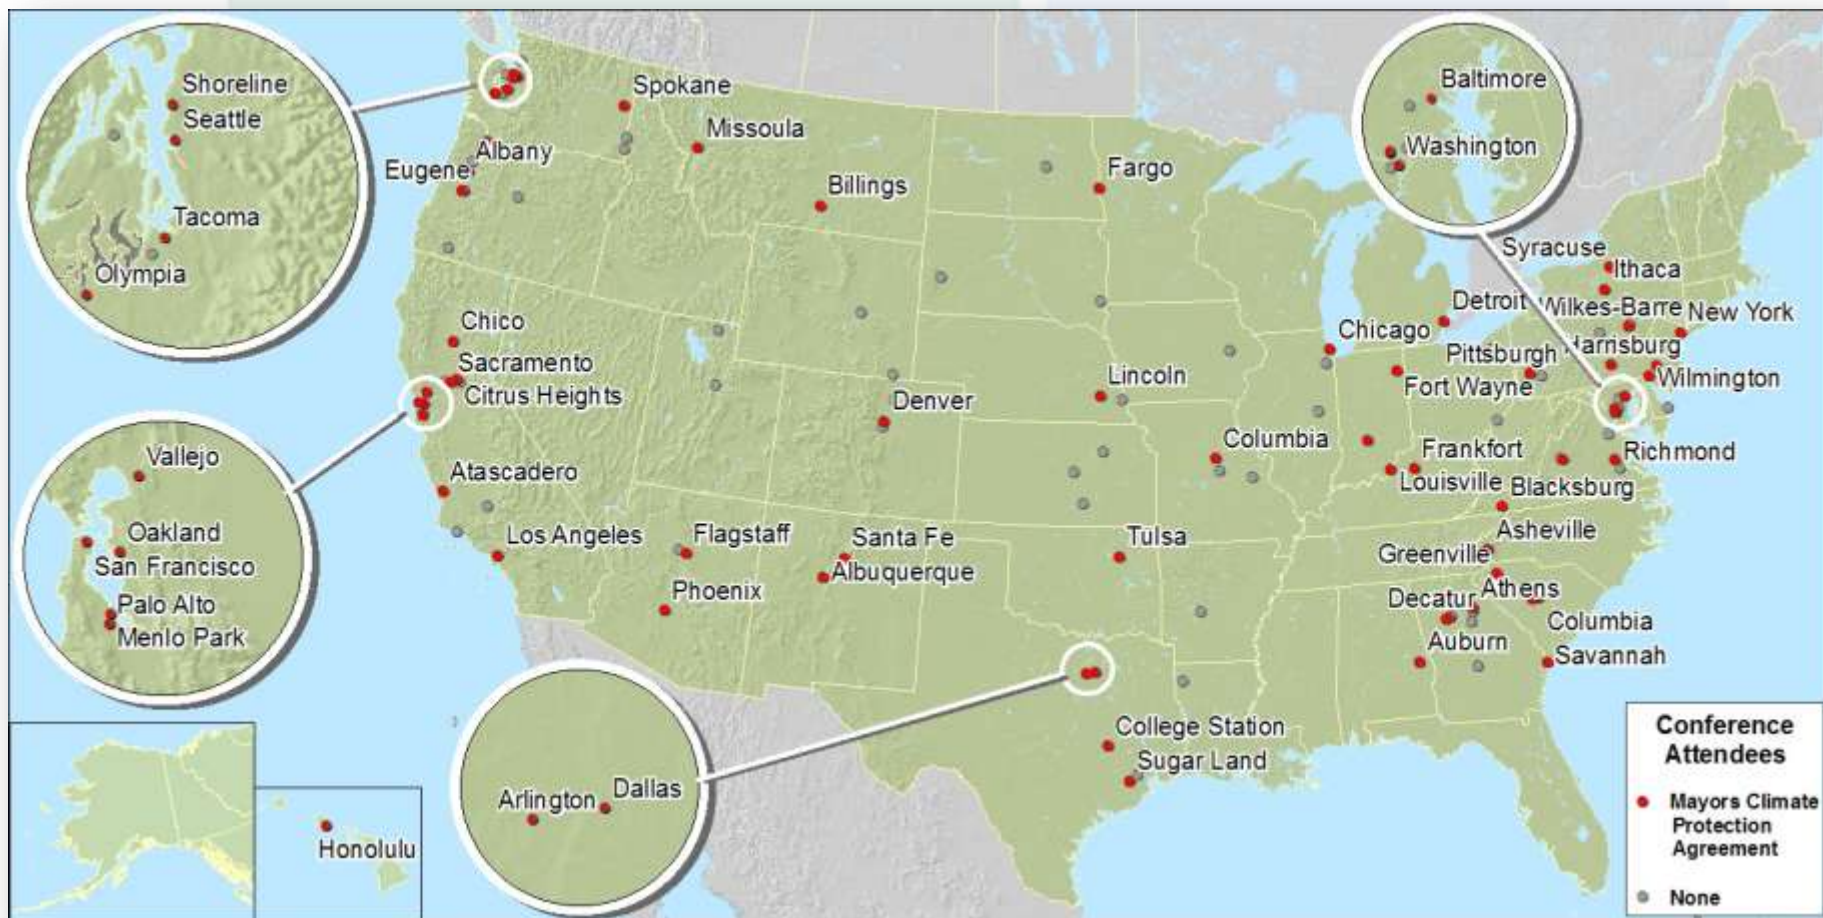 Shoreline
Seattle
Tacoma
Olympia
Spokane
Missoula
Albany
Eugene
Billings
Fargo
Baltimore
Washington
Syracuse
Ithaca
Detroit
Wilkes-Barre
New York
Chico
Chicago
Sacramento
Pittsburgh
Harrisburg
Citrus Heights
Lincoln
Fort Wayne
Wilmington
Denver
Vallejo
Columbia
Frankfort
Richmond
Atascadero
Louisville
Blacksburg
Oakland
San Francisco
Los Angeles
Flagstaff
Santa Fe
Albuquerque
Tulsa
Asheville
Greenville
Phoenix
Athens
Decatur
Palo Alto
Menlo Park
Columbia
Auburn
Savannah
College Station
Sugar Land
Arlington
Dallas
Honolulu
Conference
Attendees
Mayors Climate
Protection
Agreement
None